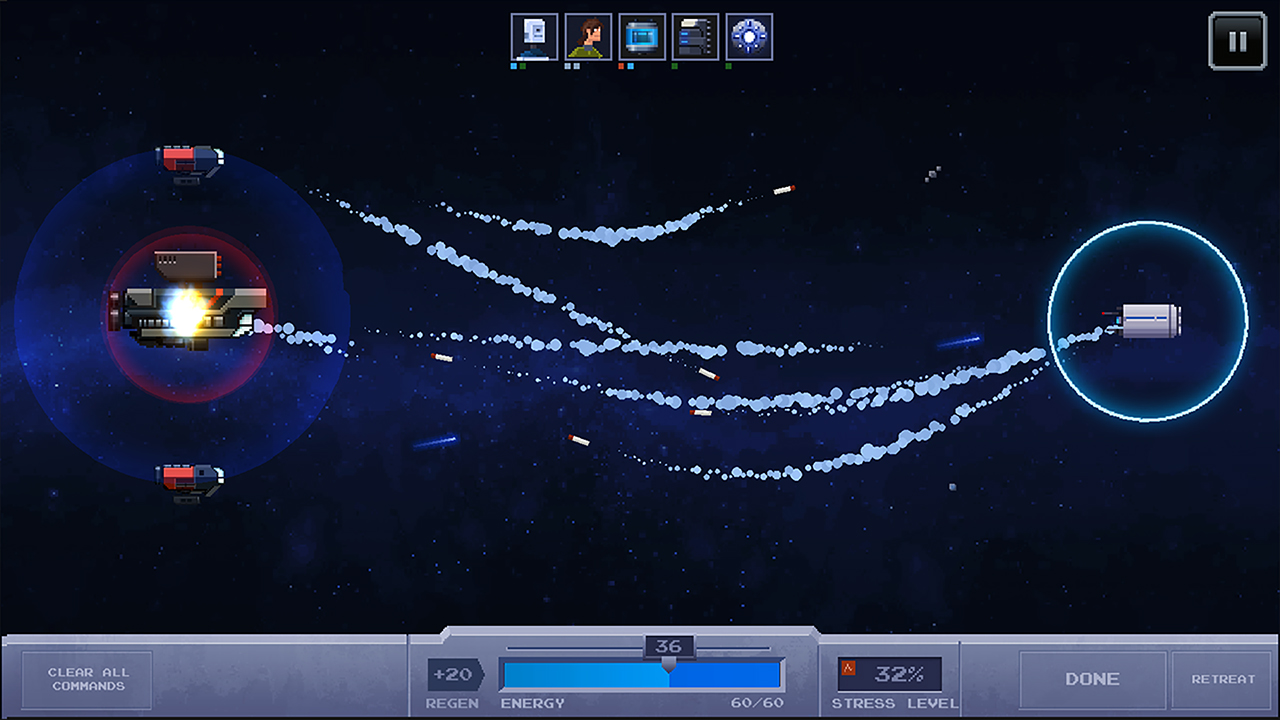 36
CLEAR ALL
COMMANDS
+20
32%
DONE
RETREAT
REGEN
ENERGY
60/60
STRESS LEVEL